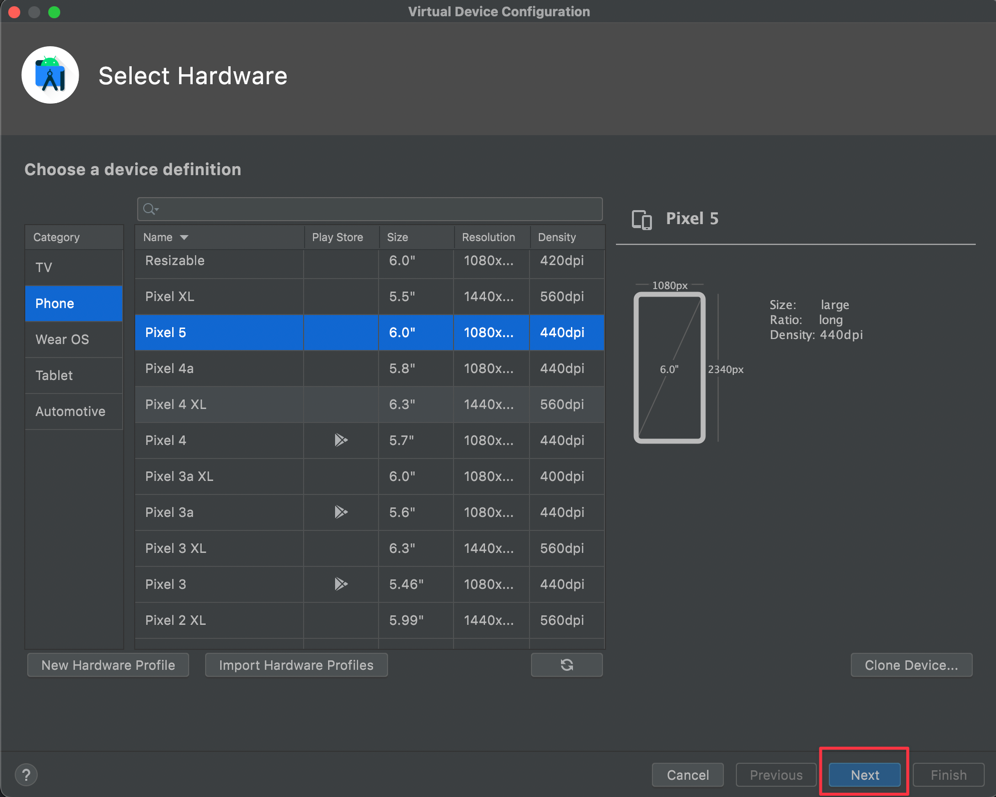 Virtual Device Configuration
Select Hardware
Choose a device definition
Pixel 5
Category
TV
Phone
Wear OS
Tablet
Automotive
Name Play Store Size Resolution Density
Resizable 6.0" 1080x... 420dpi
Pixel XL 5.5" 1440x... 560dpi
Pixel 5 6.0" 1080x... 440dpi
Pixel 4a 5.8" 1080x... 440dpi
Pixel 4 XL 6.3" 1440x... 560dpi
Pixel 4 5.7" 1080x... 440dpi
Pixel 3a XL 6.0" 1080x... 400dpi
Pixel 3a 5.6" 1080x... 440dpi
Pixel 3 XL 6.3" 1440x... 560dpi
Pixel 3 5.46" 1080x... 440dpi
Pixel 2 XL 5.99" 1440x... 560dpi
1080px
6.0"
2340px
Size: large
Ratio: long
Density: 440dpi
New Hardware Profile Import Hardware Profiles Clone Device...
? Cancel Previous Next Finish